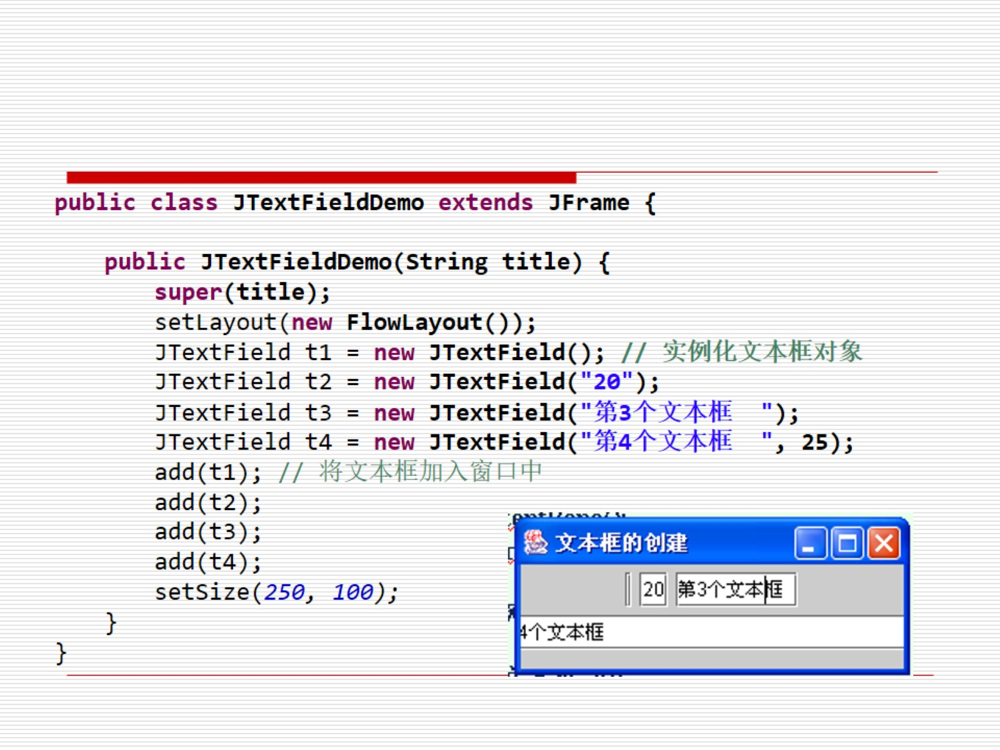 public class JTextFieldDemo extends JFrame {
public JTextFieldDemo(String title) {
super(title);
setLayout(new FlowLayout());
JTextField t1 = new JTextField(); // 实例化文本框对象
JTextField t2 = new JTextField("20");
JTextField t3 = new JTextField("第3个文本框  ");
JTextField t4 = new JTextField("第4个文本框  ", 25);
add(t1); // 将文本框加入窗口中
add(t2);
add(t3);
add(t4);
setSize(250, 100);
}
}
文本框的创建
20 第3个文本框
4个文本框